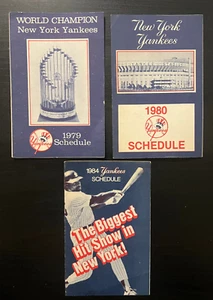 WORLD CHAMPION
New York Yankees
1979
Schedule
New York
Yankees
1980
SCHEDULE
1984 Yankees
SCHEDULE
The Biggest
Hit Show in
New York!